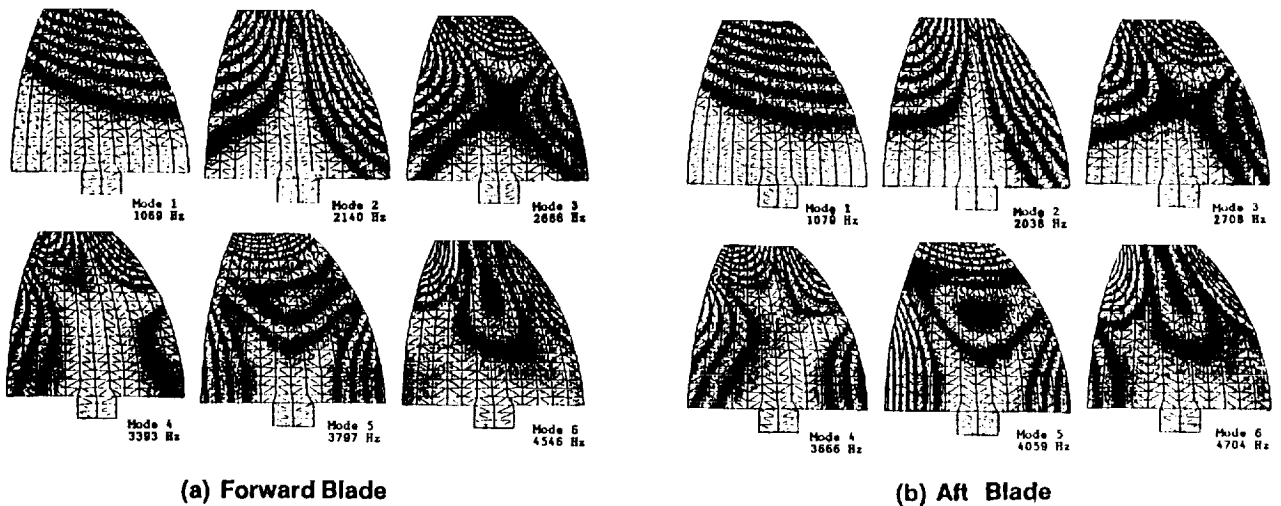 Mode 1
1069 Hz
Mode 2
2140 Hz
Mode 3
2666 Hz
Mode 4
3393 Hz
Mode 5
3797 Hz
Mode 6
4546 Hz
(a) Forward Blade
Mode 1
1079 Hz
Mode 2
2038 Hz
Mode 3
2708 Hz
Mode 4
3666 Hz
Mode 5
4059 Hz
Mode 6
4704 Hz
(b) Aft Blade